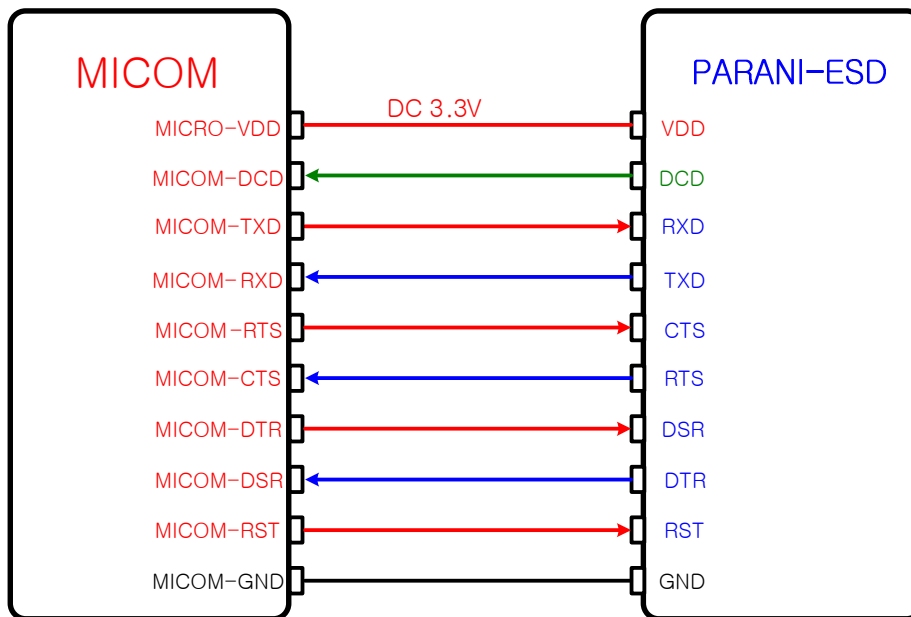 MICOM
PARANI-ESD
DC 3.3V
MICRO-VDD
VDD
MICOM-DCD
DCD
MICOM-TXD
RXD
MICOM-RXD
TXD
MICOM-RTS
CTS
MICOM-CTS
RTS
MICOM-DTR
DSR
MICOM-DSR
DTR
MICOM-RST
RST
MICOM-GND
GND